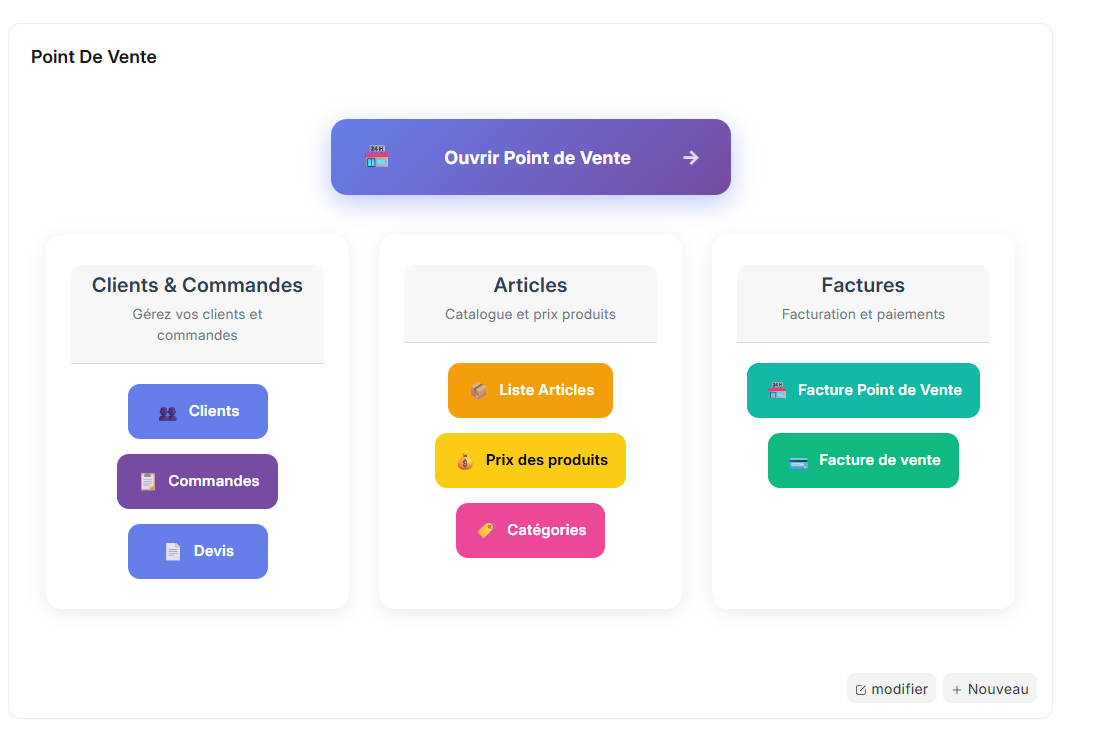 Point De Vente
24 H
Ouvrir Point de Vente
Clients & Commandes
Gérez vos clients et
commandes
Clients
Commandes
Devis
Articles
Catalogue et prix produits
Liste Articles
Prix des produits
Catégories
Factures
Facturation et paiements
24 H
Facture Point de Vente
Facture de vente
modifier
+ Nouveau